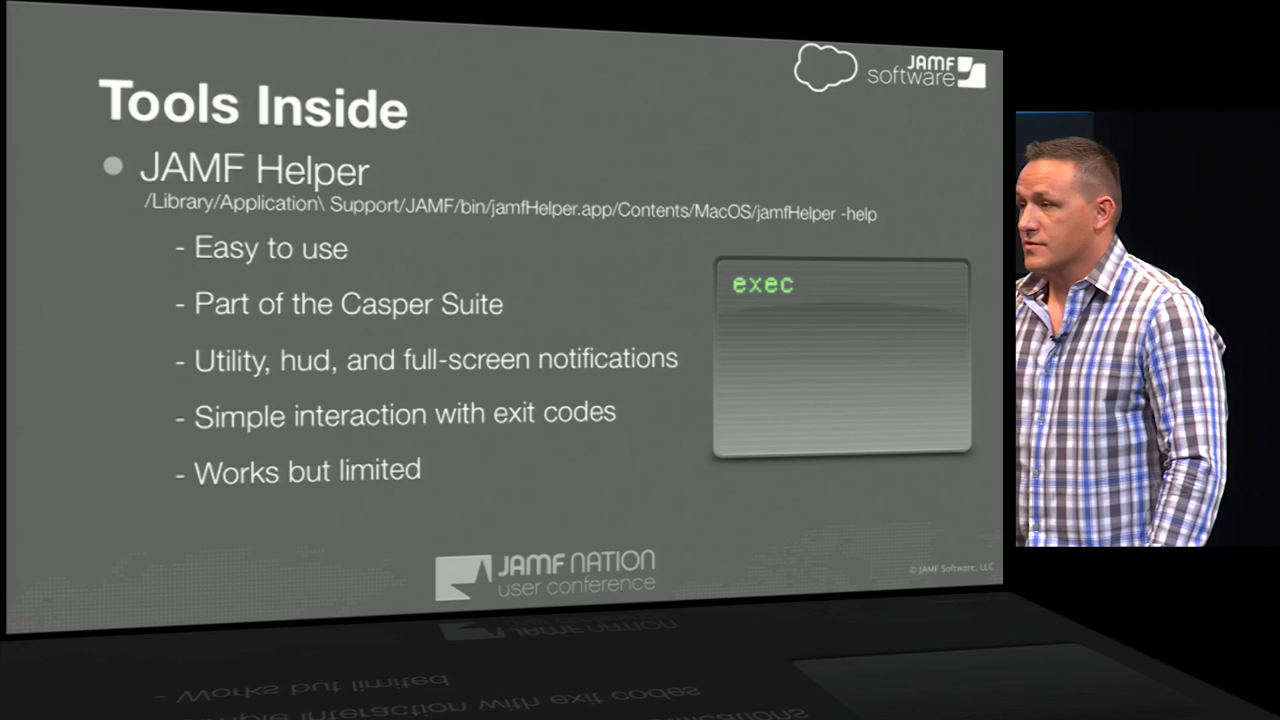 JAMF
software
Tools Inside
JAMF Helper
/Library/Application\ Support/JAMF/bin/jamfHelper.app/Contents/MacOS/jamfHelper -help
- Easy to use
exec
- Part of the Casper Suite
- Utility, hud, and full-screen notifications
- Simple interaction with exit codes
- Works but limited
JAMF NATION
user conference
© JAMF Software, LLC